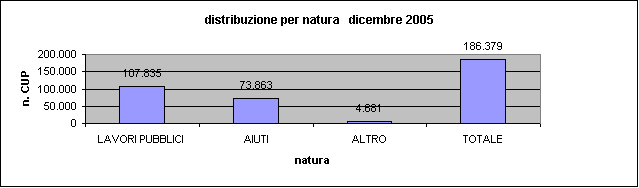 distribuzione per natura dicembre 2005
186.379
200.000
150.000
107.835
100.000
73.863
50.000
4.681
0
n. CUP
LAVORI PUBBLICI AIUTI ALTRO TOTALE
natura